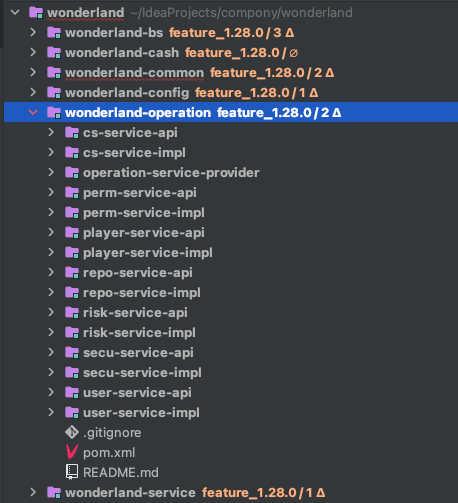 wonderland ~/IdeaProjects/compony/wonderland
wonderland-bs feature_1.28.0 / 3 Δ
wonderland-cash feature_1.28.0 / ∅
wonderland-common feature_1.28.0 / 2 Δ
wonderland-config feature_1.28.0 / 1 Δ
wonderland-operation feature_1.28.0 / 2 Δ
cs-service-api
cs-service-impl
operation-service-provider
perm-service-api
perm-service-impl
player-service-api
player-service-impl
repo-service-api
repo-service-impl
risk-service-api
risk-service-impl
secu-service-api
secu-service-impl
user-service-api
user-service-impl
.gitignore
pom.xml
README.md
wonderland-service feature_1.28.0 / 1 Δ